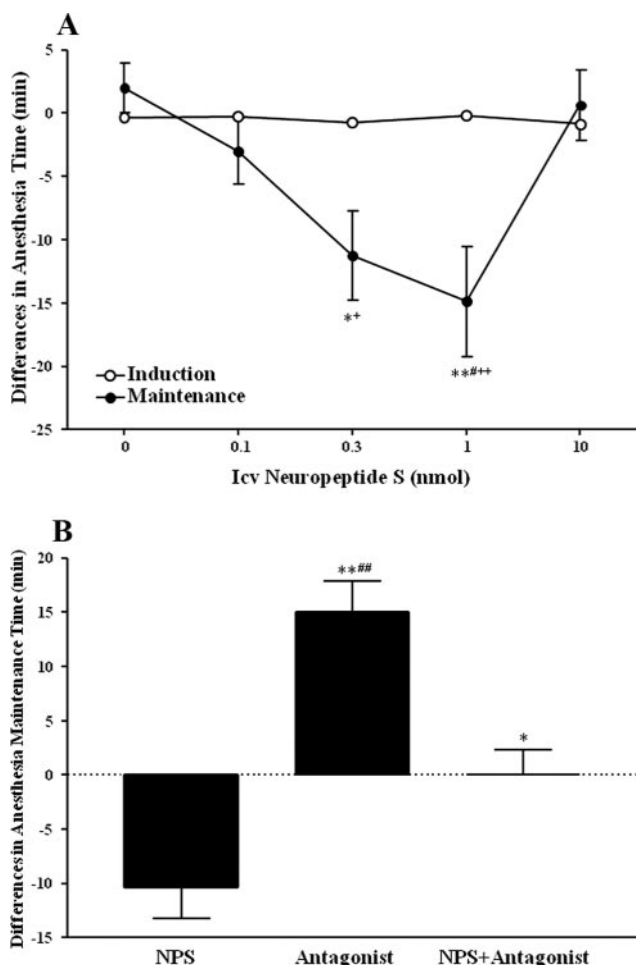 A
5
0
-5
-10
-15
-20
-25
Differences in Anesthesia Time (min)
*+
**#++
Induction
Maintenance
0 0.1 0.3 1 10
Icv Neuropeptide S (nmol)
B
20
15
10
5
0
-5
-10
-15
Differences in Anesthesia Maintenance Time (min)
**##
*
NPS Antagonist NPS+Antagonist